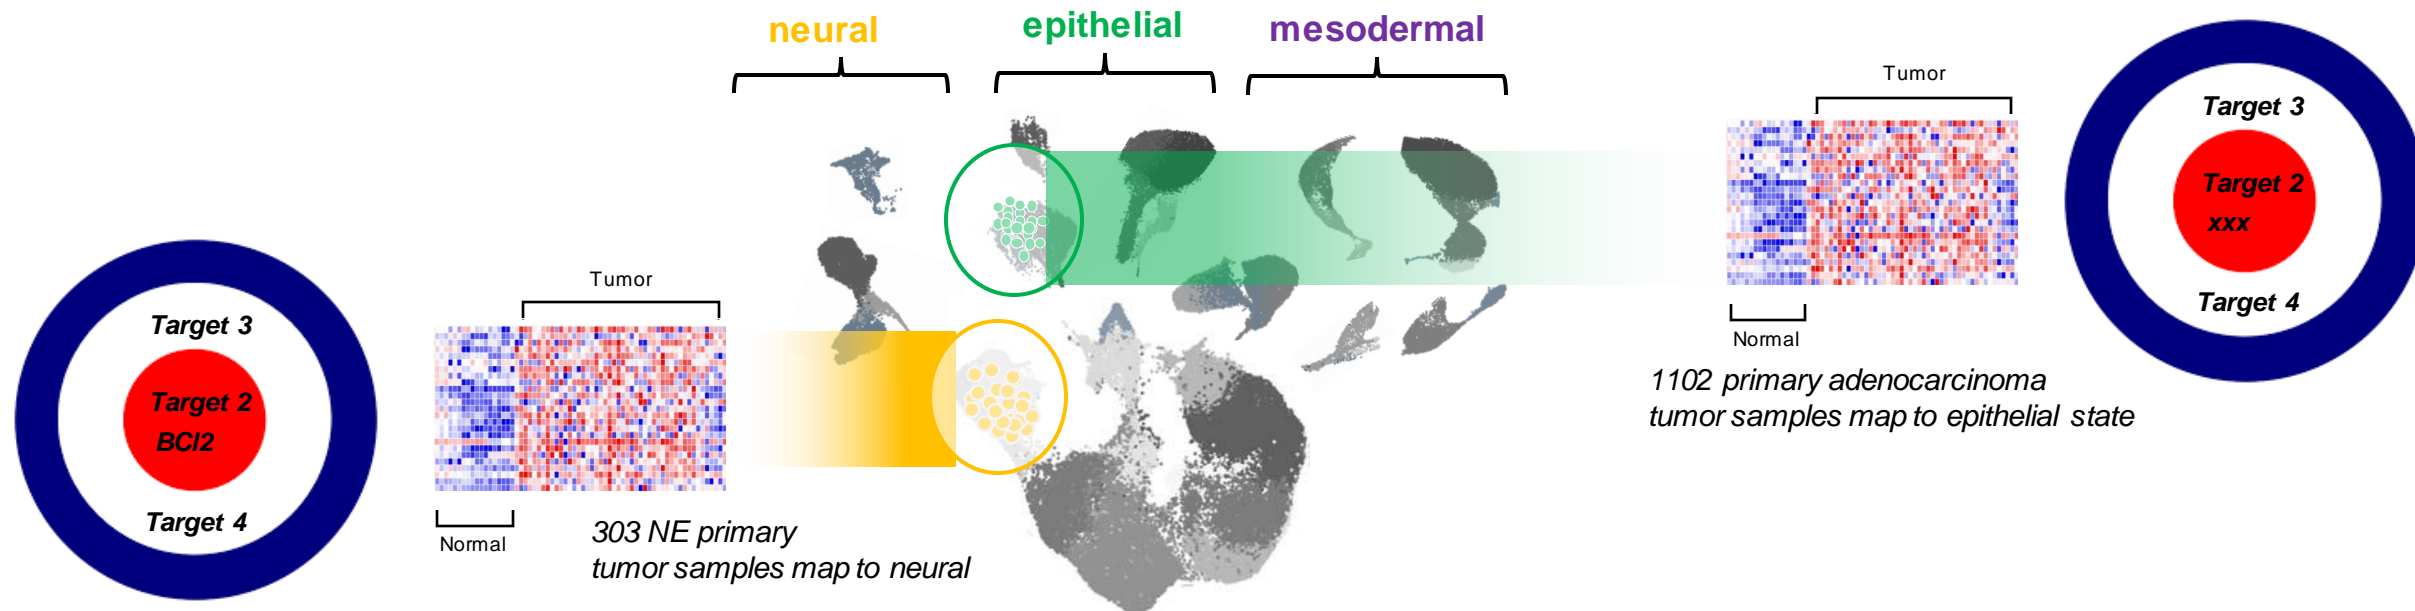 neural
epithelial
mesodermal
Target 3
Target 2
BCl2
Target 4
Tumor
Normal
303 NE primary
tumor samples map to neural
Tumor
Normal
1102 primary adenocarcinoma
tumor samples map to epithelial state
Target 3
Target 2
xxx
Target 4